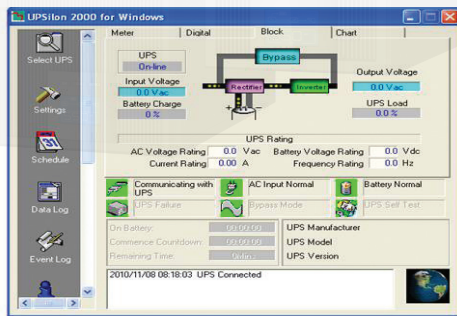 UPSilon 2000 for Windows
Meter Digital Block Chart
Select UPS
Settings
Schedule
Data Log
Event Log
UPS
On-line
Input Voltage
0.0 Vac
Battery Charge
0 %
Bypass
Rectifier
Inverter
Output Voltage
0.0 Vac
UPS Load
0.0 %
UPS Rating
AC Voltage Rating 0.0 Vac Battery Voltage Rating 0.0 Vdc
Current Rating 0.00 A Frequency Rating 0.0 Hz
Communicating with UPS
AC Input Normal
Battery Normal
UPS Failure
Bypass Mode
UPS Self Test
On Battery: 00:00:00
Commence Countdown: 00:00:00
Remaining Time:
UPS Manufacturer
UPS Model
UPS Version
2010/11/08 08:18:03 UPS Connected